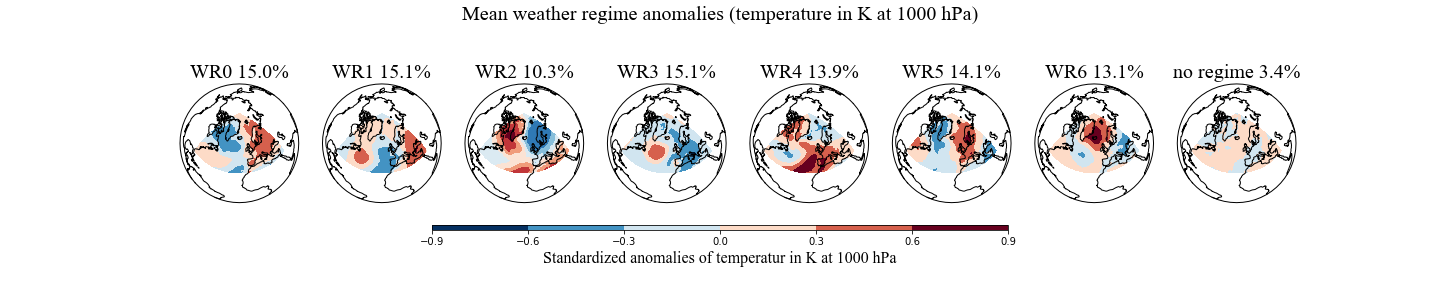 Mean weather regime anomalies (temperature in K at 1000 hPa)
WR0 15.0% WR1 15.1% WR2 10.3% WR3 15.1% WR4 13.9% WR5 14.1% WR6 13.1% no regime 3.4%
−0.9 −0.6 −0.3 0.0 0.3 0.6 0.9
Standardized anomalies of temperatur in K at 1000 hPa